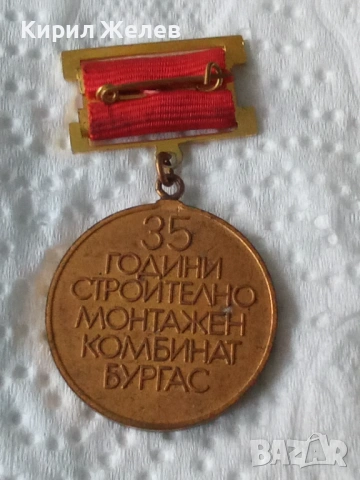 Кирил Желев
35
ГОДИНИ
СТРОИТЕЛНО
МОНТАЖЕН
КОМБИНАТ
БУРГАС
BAZAR